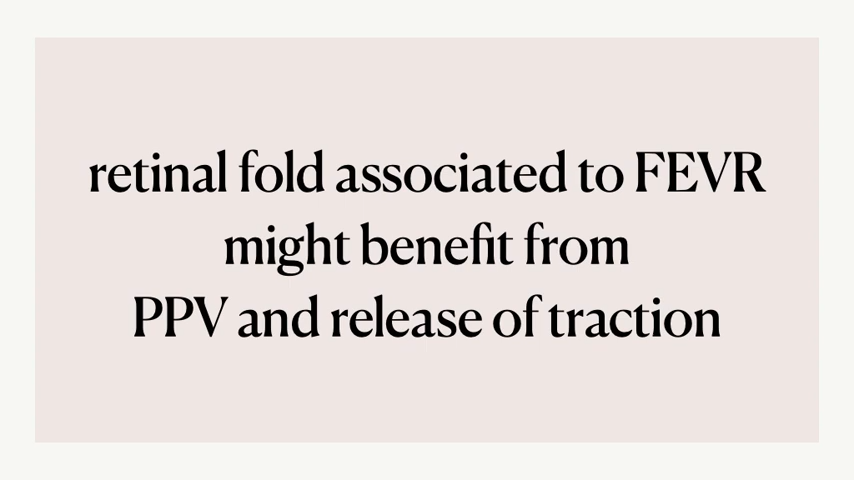 retinal fold associated to FEVR
might benefit from
PPV and release of traction